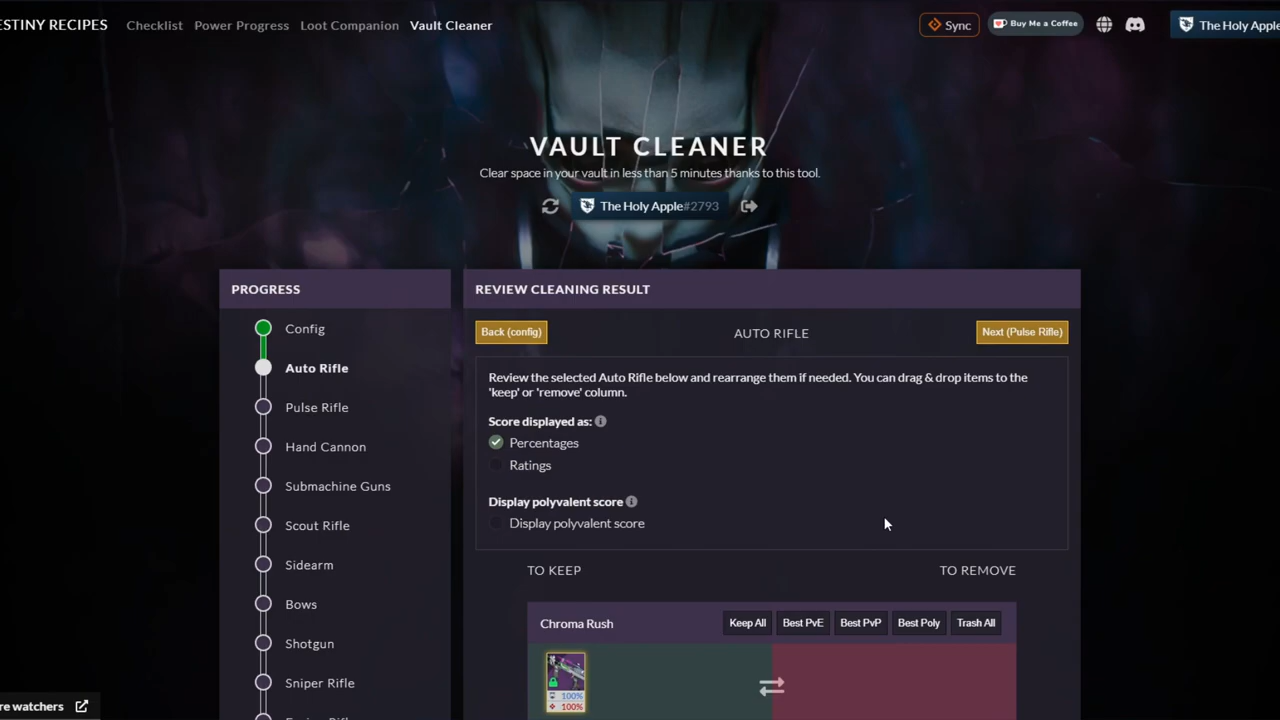 ESTINY RECIPES
Checklist
Power Progress
Loot Companion
Vault Cleaner
Sync
Buy Me a Coffee
The Holy Apple
VAULT CLEANER
Clear space in your vault in less than 5 minutes thanks to this tool.
The Holy Apple#2793
PROGRESS
Config
Auto Rifle
Pulse Rifle
Hand Cannon
Submachine Guns
Scout Rifle
Sidearm
Bows
Shotgun
Sniper Rifle
re watchers
REVIEW CLEANING RESULT
Back (config)
AUTO RIFLE
Next (Pulse Rifle)
Review the selected Auto Rifle below and rearrange them if needed. You can drag & drop items to the
'keep' or 'remove' column.
Score displayed as:
Percentages
Ratings
Display polyvalent score
Display polyvalent score
TO KEEP
TO REMOVE
Chroma Rush
Keep All
Best PvE
Best PvP
Best Poly
Trash All
100%
100%